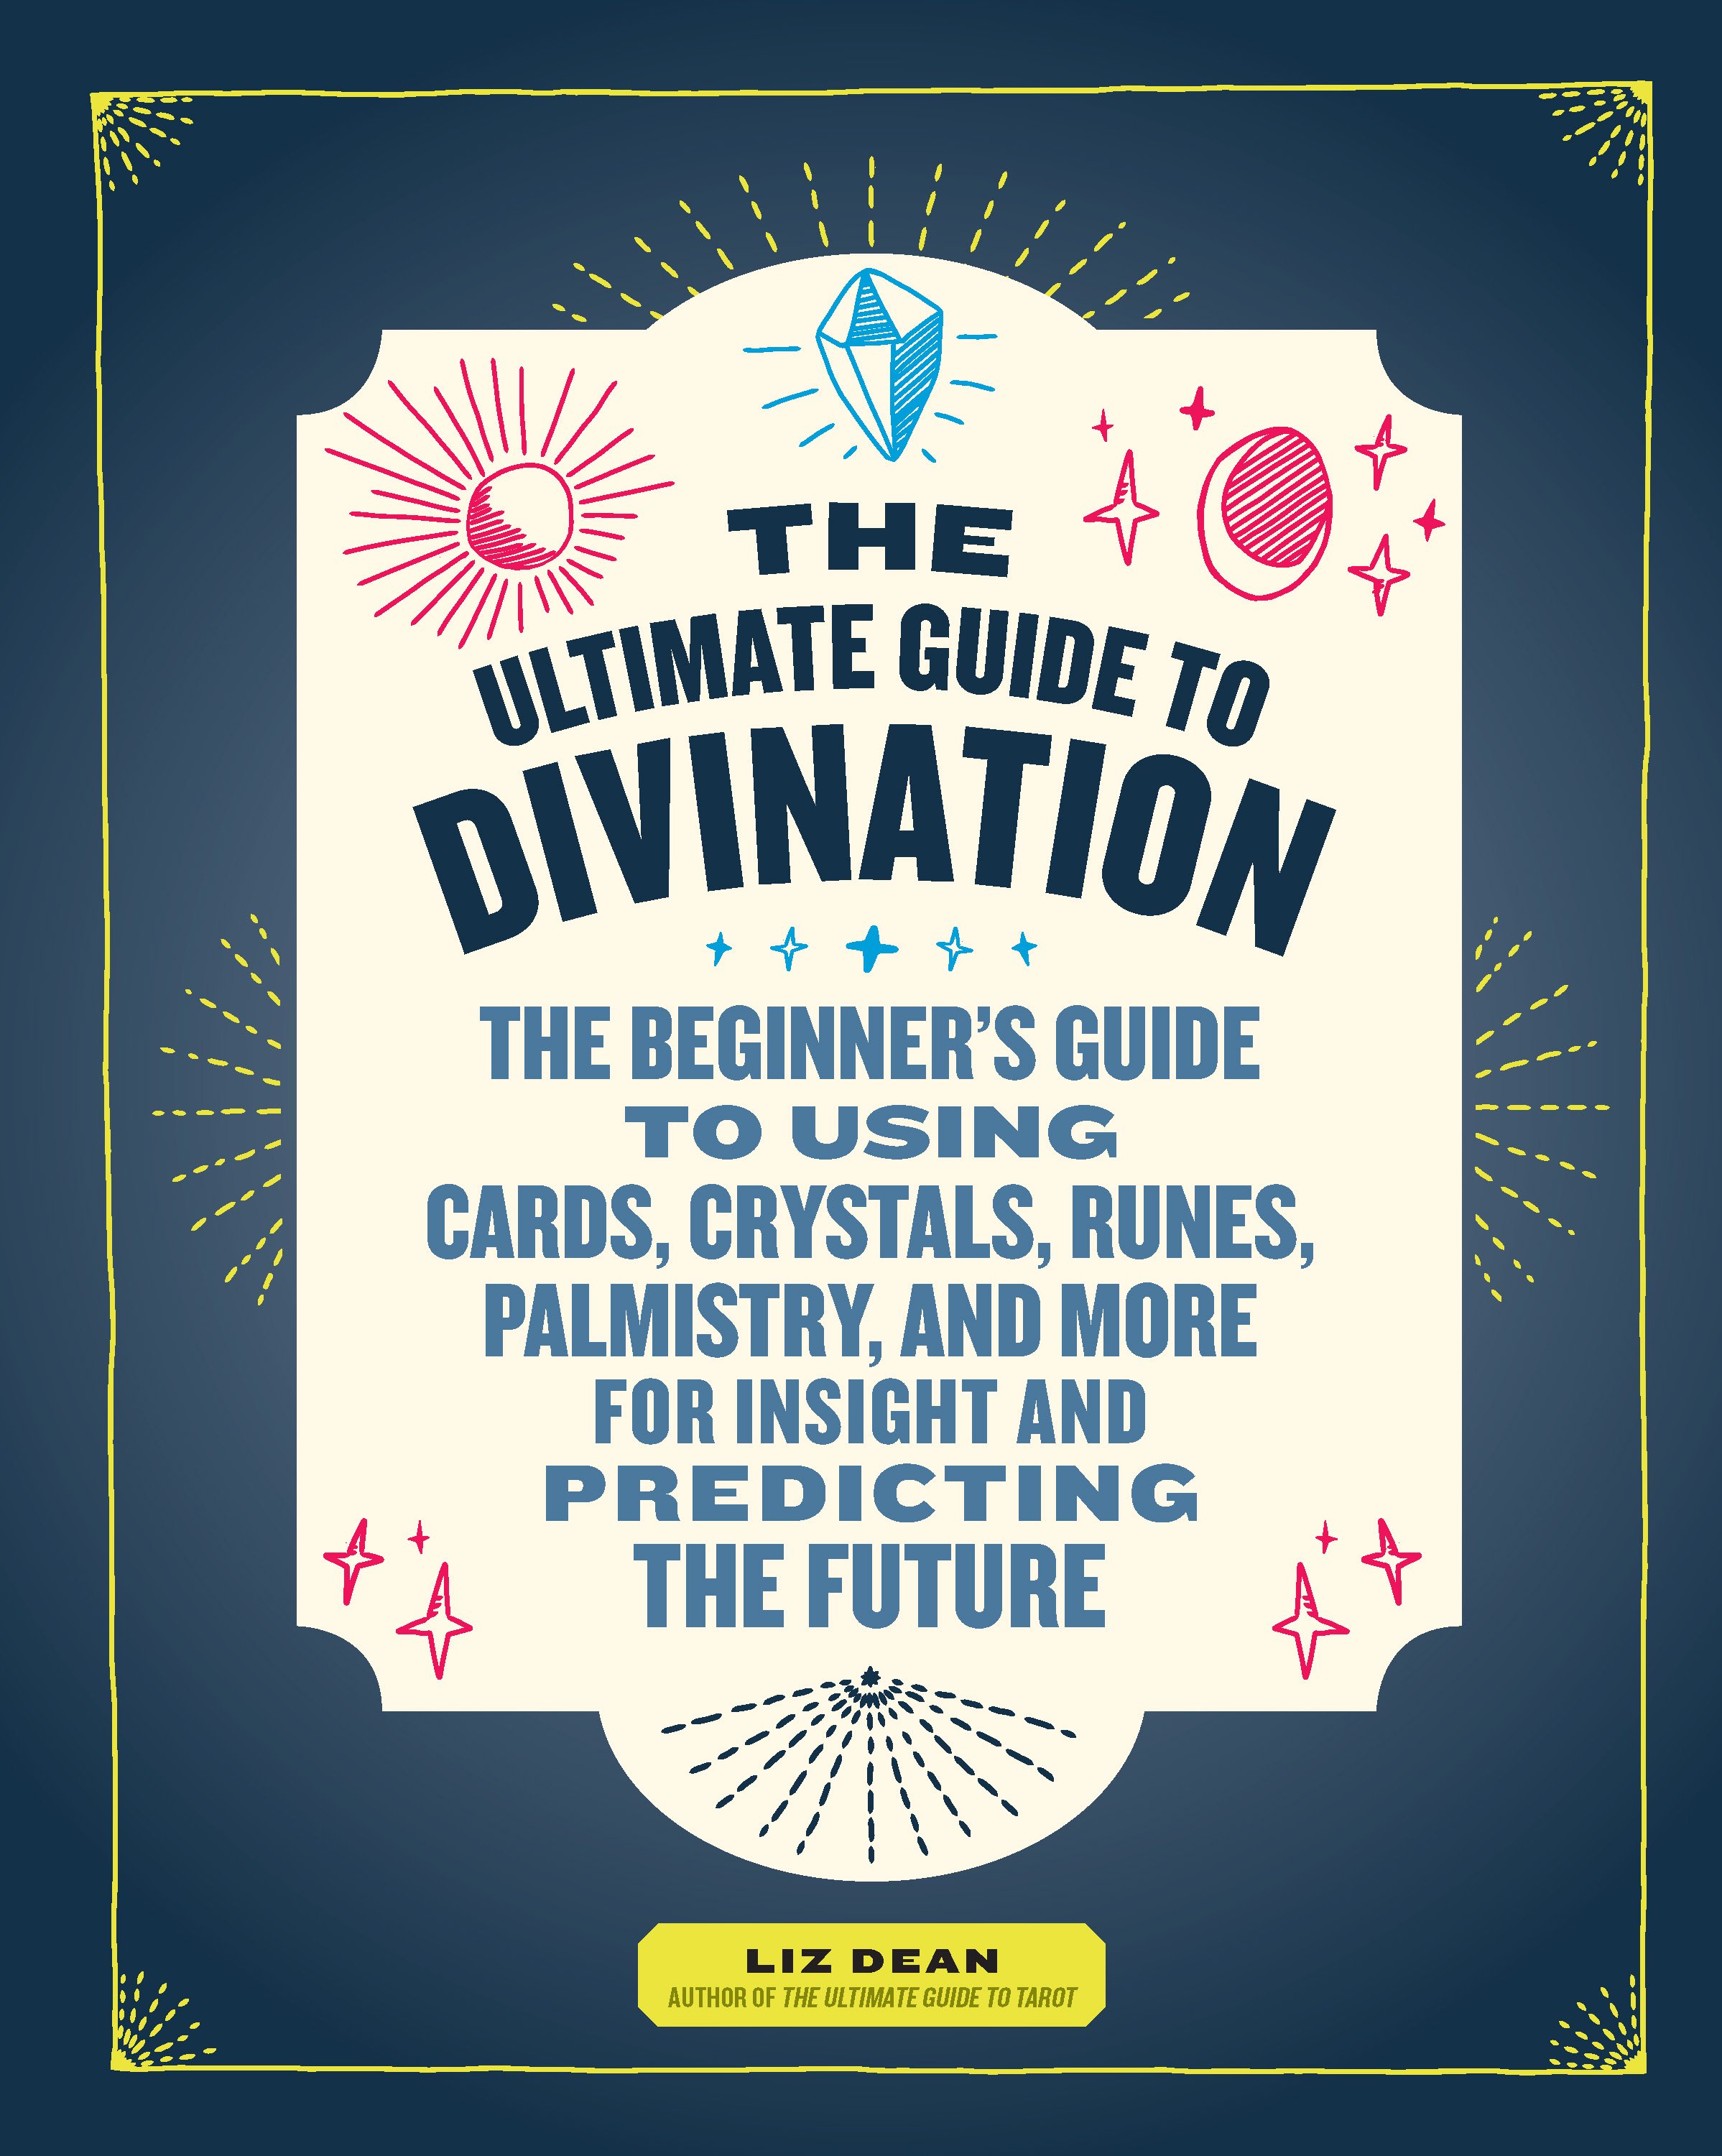 THE
ULTIMATE GUIDE TO
DIVINATION
THE BEGINNER’S GUIDE
TO USING
CARDS, CRYSTALS, RUNES,
PALMISTRY, AND MORE
FOR INSIGHT AND
PREDICTING
THE FUTURE
LIZ DEAN
AUTHOR OF THE ULTIMATE GUIDE TO TAROT